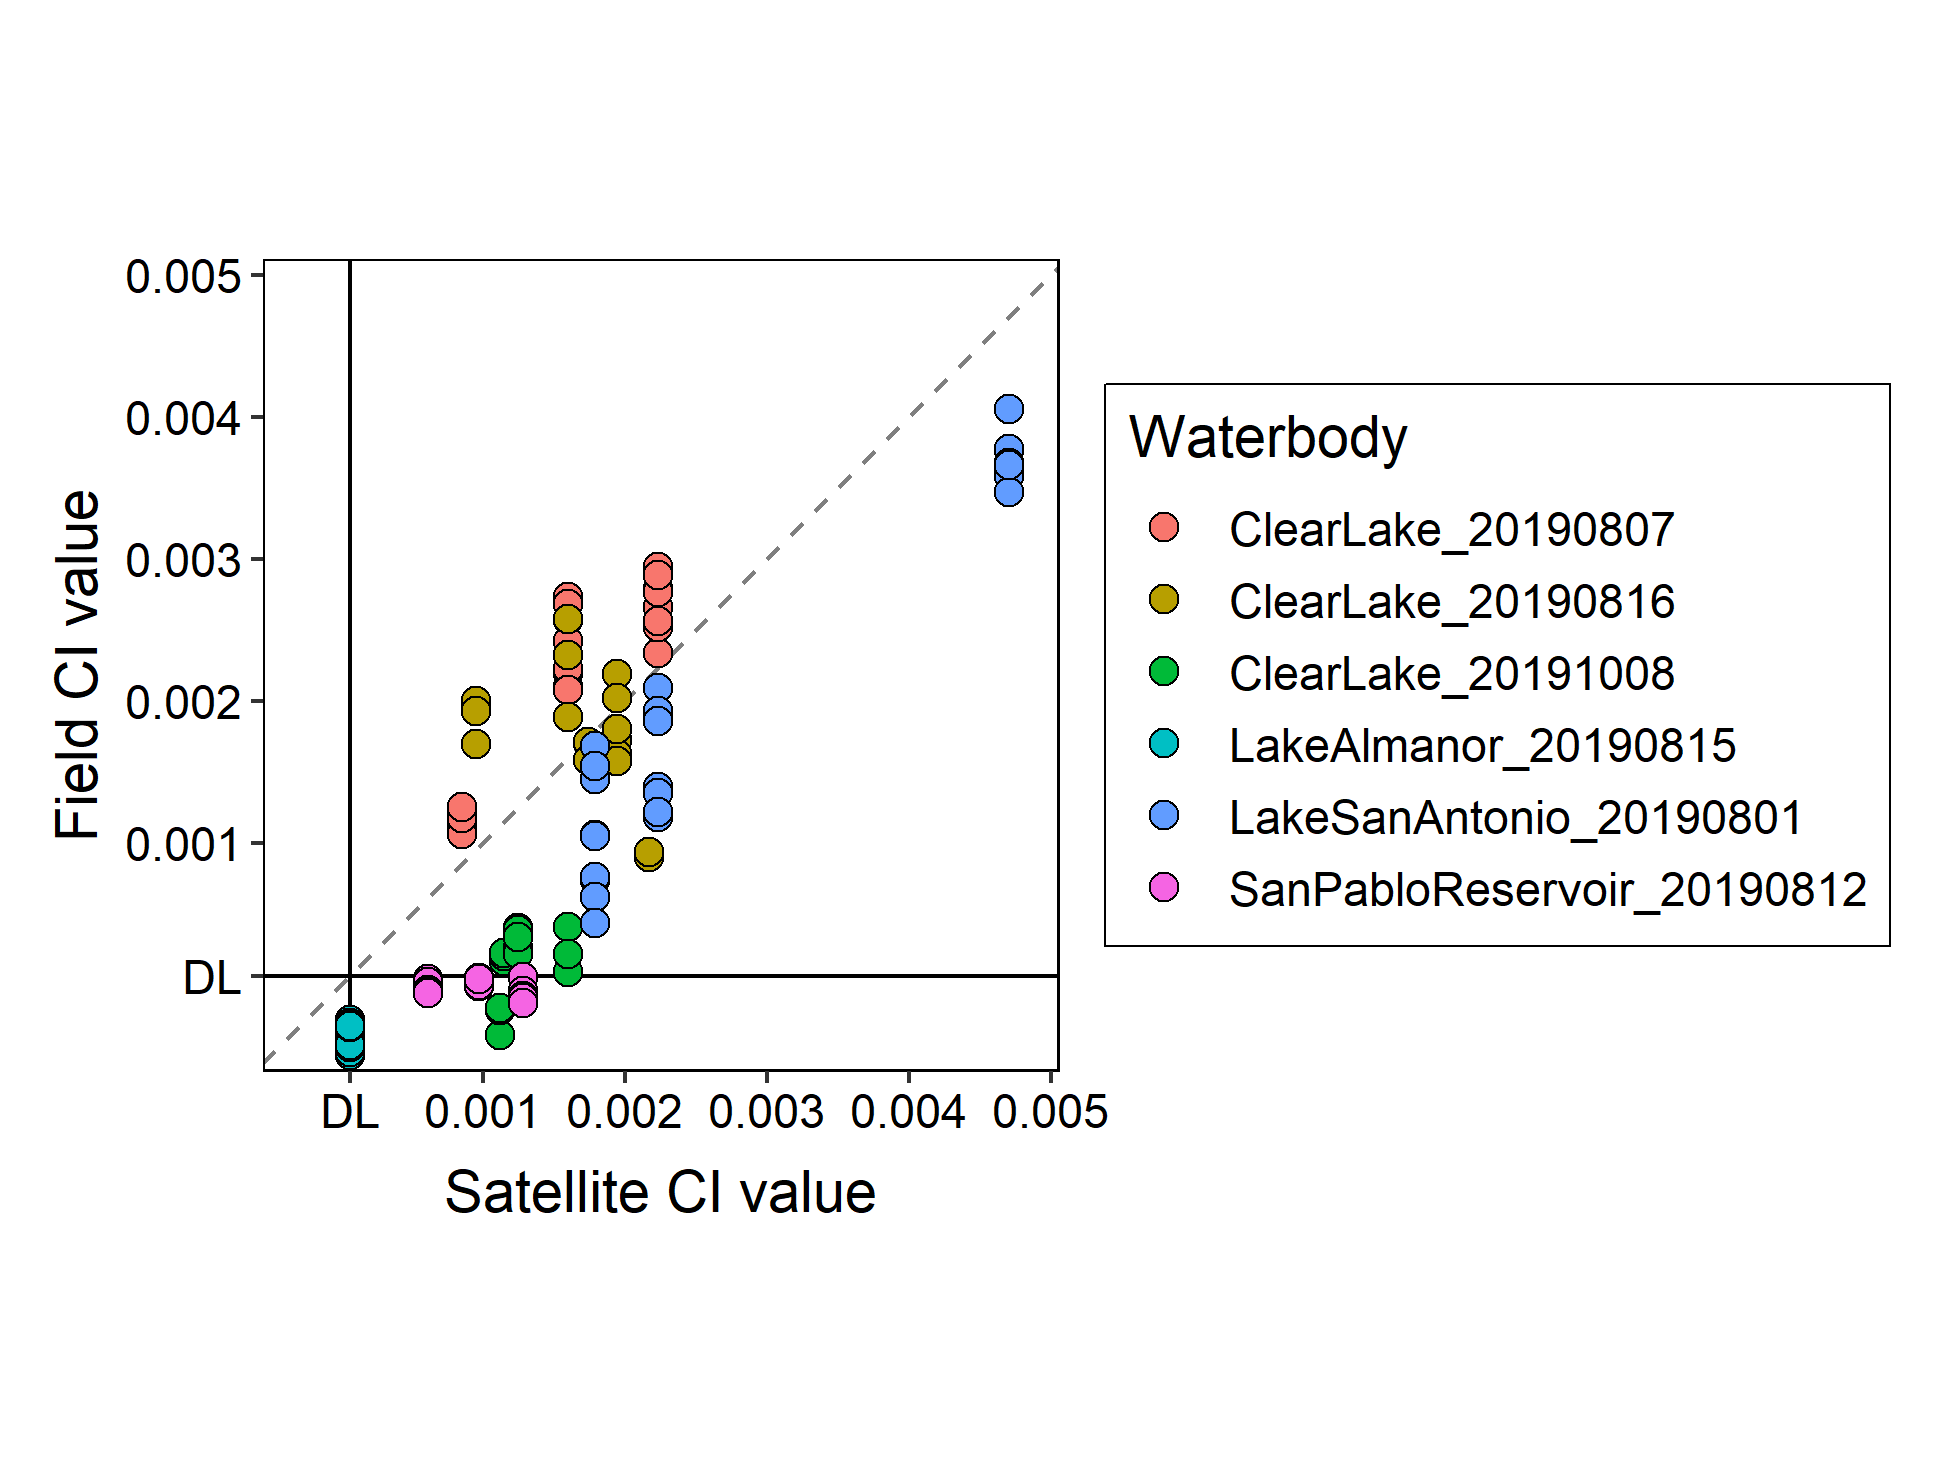 0.005
0.004
0.003
0.002
0.001
DL
Field CI value
DL 0.001 0.002 0.003 0.004 0.005
Satellite CI value
Waterbody
ClearLake_20190807
ClearLake_20190816
ClearLake_20191008
LakeAlmanor_20190815
LakeSanAntonio_20190801
SanPabloReservoir_20190812